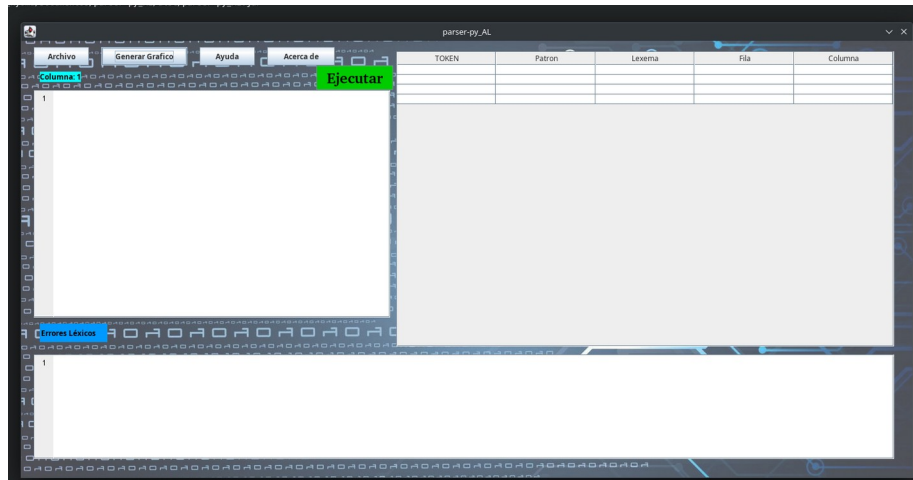 parser-py_AL
Archivo Generar Grafico Ayuda Acerca de
TOKEN Patron Lexema Fila Columna
Columna: 1
Ejecutar
1
Errores Léxicos
1